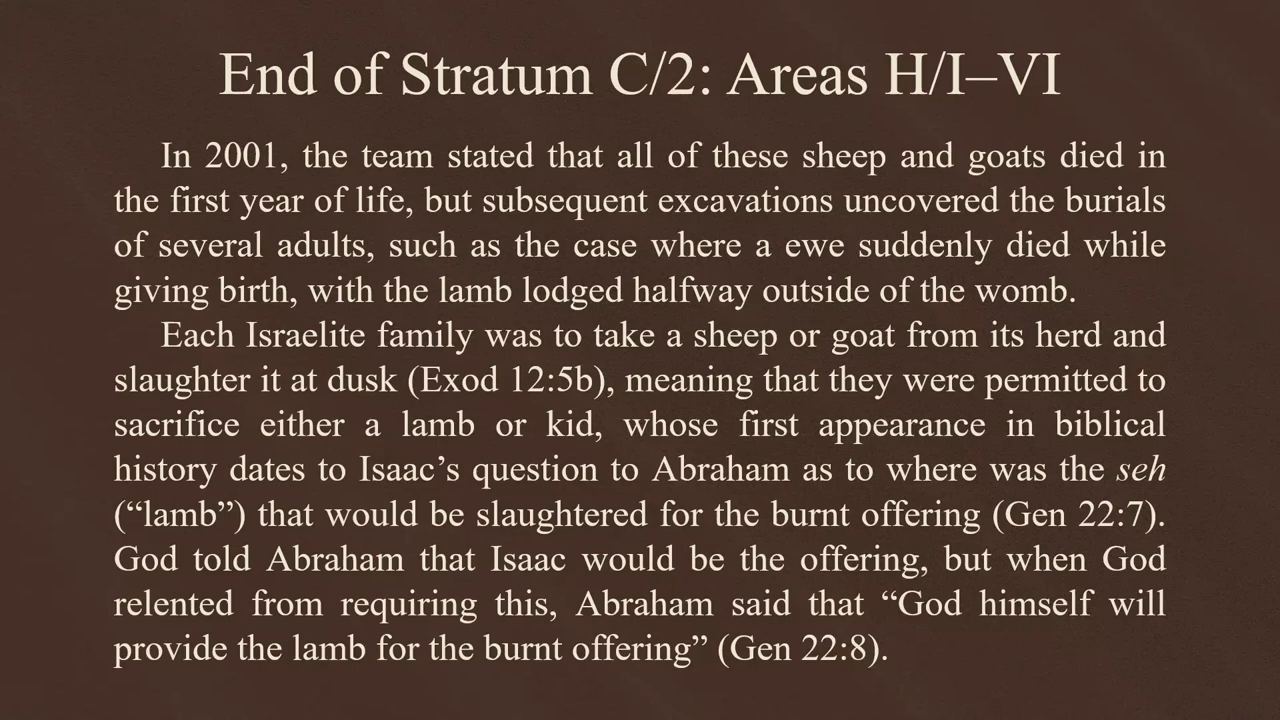 End of Stratum C/2: Areas H/I–VI
In 2001, the team stated that all of these sheep and goats died in
the first year of life, but subsequent excavations uncovered the burials
of several adults, such as the case where a ewe suddenly died while
giving birth, with the lamb lodged halfway outside of the womb.
Each Israelite family was to take a sheep or goat from its herd and
slaughter it at dusk (Exod 12:5b), meaning that they were permitted to
sacrifice either a lamb or kid, whose first appearance in biblical
history dates to Isaac’s question to Abraham as to where was the seh
(“lamb”) that would be slaughtered for the burnt offering (Gen 22:7).
God told Abraham that Isaac would be the offering, but when God
relented from requiring this, Abraham said that “God himself will
provide the lamb for the burnt offering” (Gen 22:8).